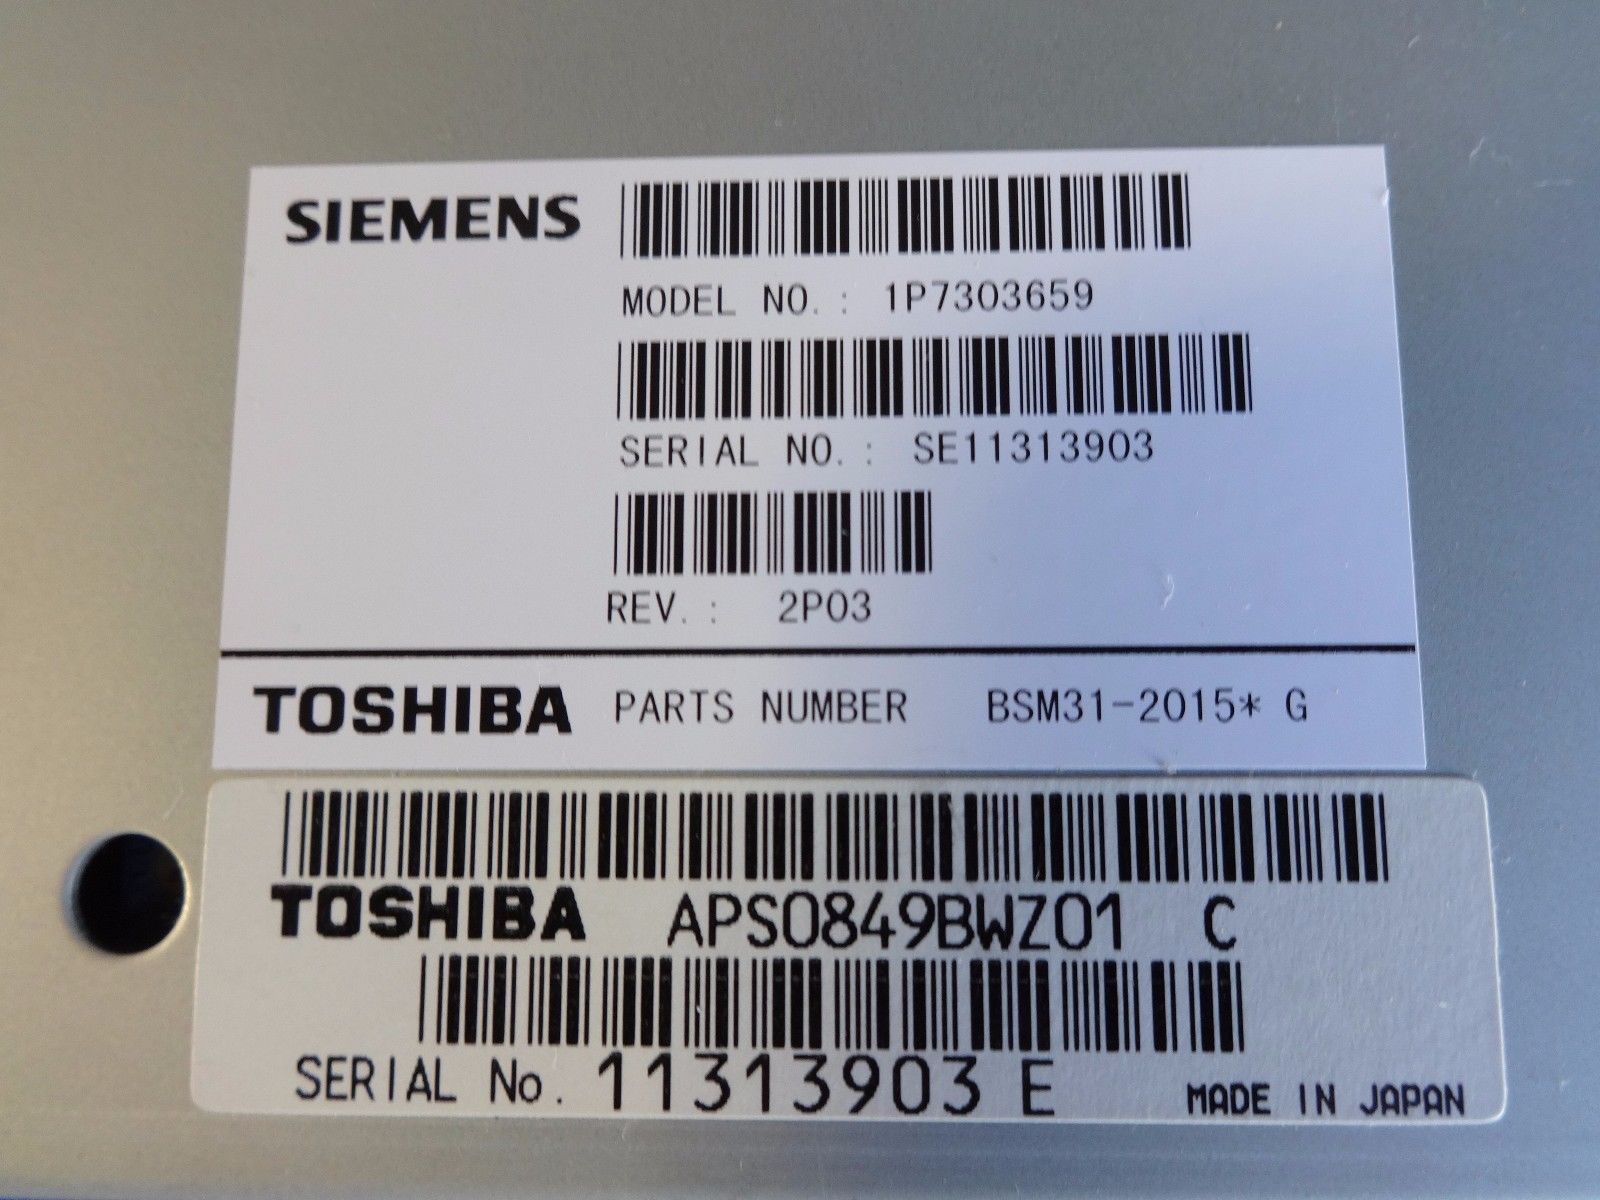 SIEMENS
MODEL NO.: 1P7303659
SERIAL NO.: SE11313903
REV.: 2P03
TOSHIBA PARTS NUMBER BSM31-2015* G
TOSHIBA APS0849BWZ01 C
SERIAL No. 11313903 E MADE IN JAPAN